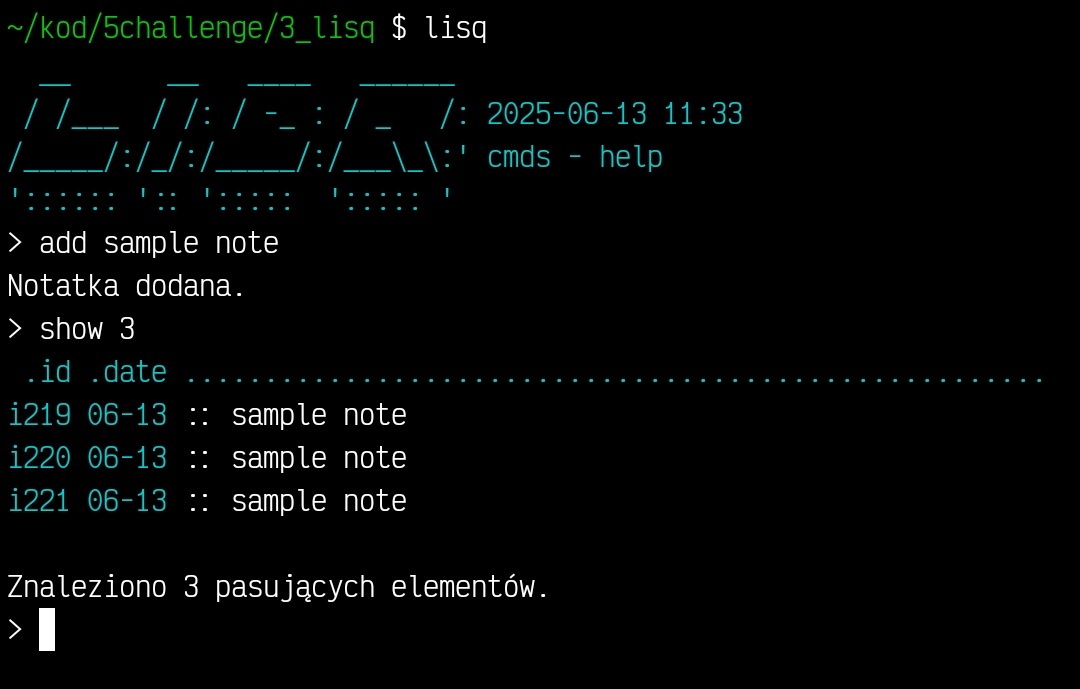 ~/kod/5challenge/3_lisq $ lisq
   __      __   ____   ______
  / /___  / /: / -_ : / _   /: 2025-06-13 11:33
/_____/:/_/:/_____/:/___\_\:' cmds - help
':::::: ':: ':::::  '::::: '
> add sample note
Notatka dodana.
> show 3
 .id .date ......................................................
i219 06-13 :: sample note
i220 06-13 :: sample note
i221 06-13 :: sample note
Znaleziono 3 pasujących elementów.
>